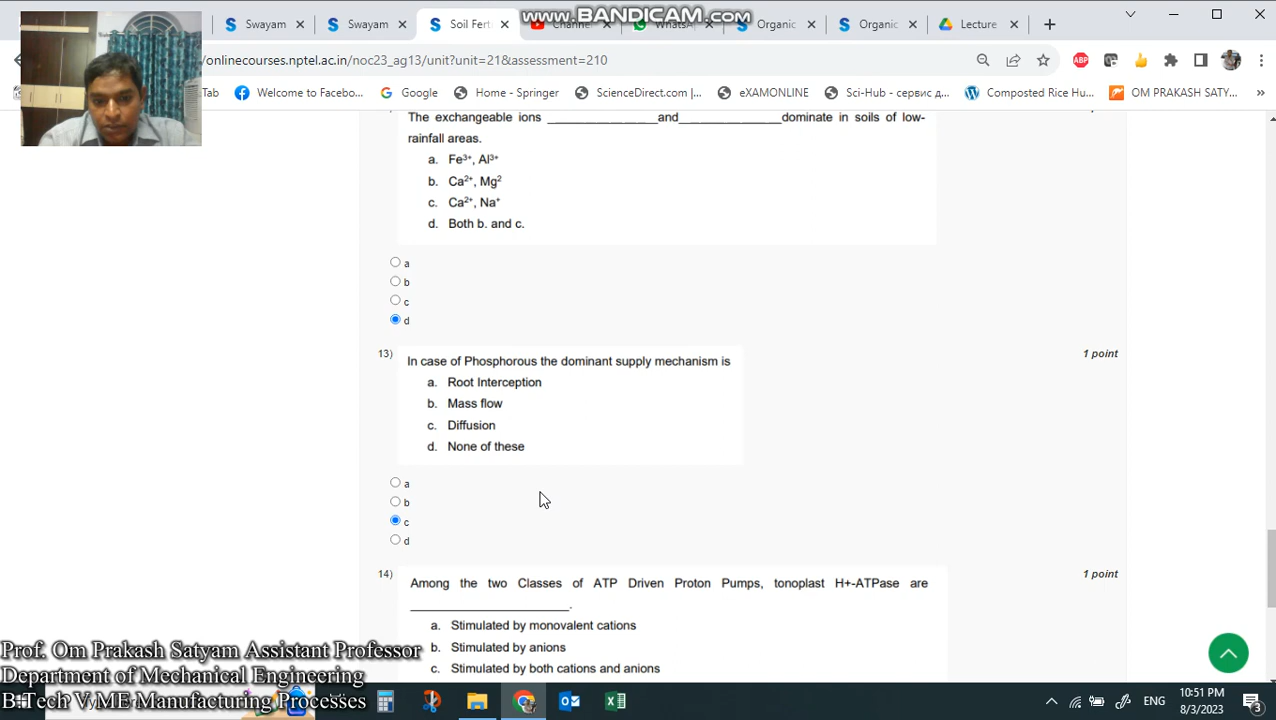 www.BANDICAM.com
Swayam
Swayam
Soil Fert
Channel
WhatsA
Organic
Organic
Lecture
onlinecourses.nptel.ac.in/noc23_ag13/unit?unit=21&assessment=210
Tab
Welcome to Facebo...
Google
Home - Springer
ScienceDirect.com |...
eXAMONLINE
Sci-Hub - сервис д...
Composted Rice Hu...
OM PRAKASH SATY...
The exchangeable ions ____________________and____________________dominate in soils of low-
rainfall areas.
a. Fe³⁺, Al³⁺
b. Ca²⁺, Mg²
c. Ca²⁺, Na⁺
d. Both b. and c.
a
b
c
d
13)
In case of Phosphorous the dominant supply mechanism is
1 point
a. Root Interception
b. Mass flow
c. Diffusion
d. None of these
a
b
c
d
14)
Among the two Classes of ATP Driven Proton Pumps, tonoplast H+-ATPase are
1 point
_________________________.
a. Stimulated by monovalent cations
b. Stimulated by anions
c. Stimulated by both cations and anions
Prof. Om Prakash Satyam Assistant Professor
Department of Mechanical Engineering
B.Tech V ME Manufacturing Processes
ENG
10:51 PM
8/3/2023
3